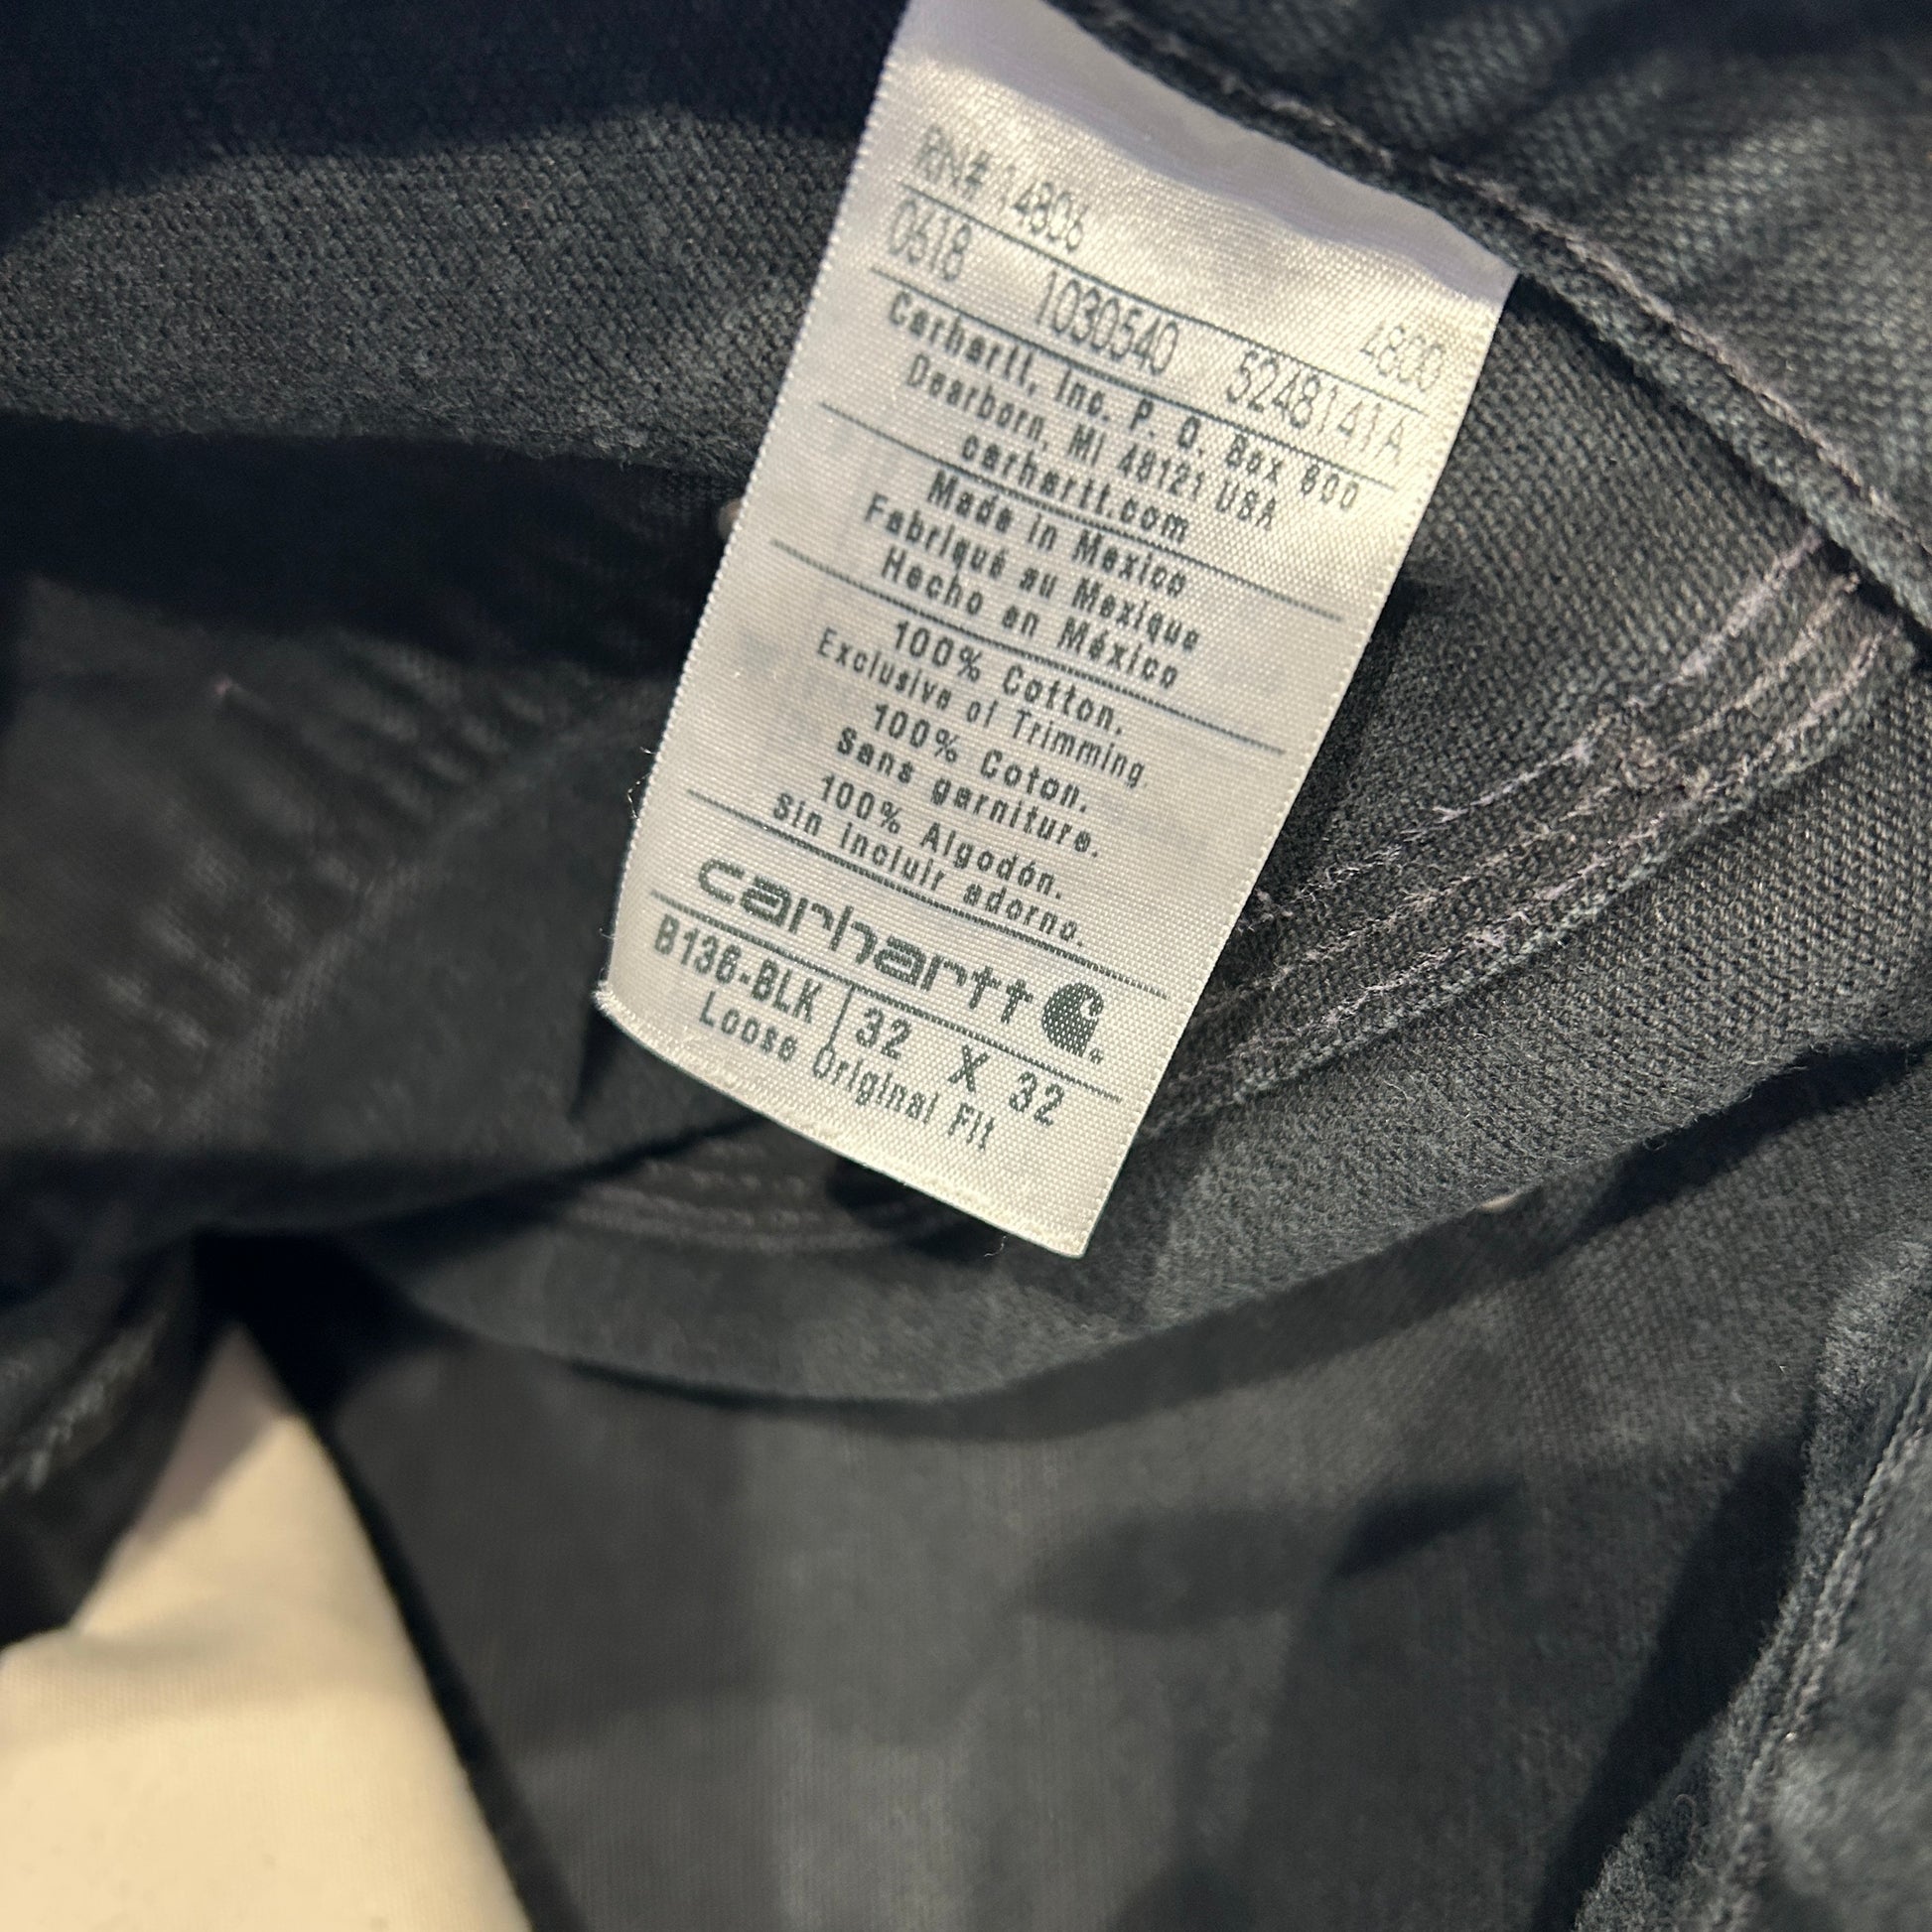 RN# 14806 4800
0618 1030540 5248141A
Carhartt, Inc. P. O. Box 600
Dearborn, MI 48121 USA
carhartt.com
Made in Mexico
Fabriqué au Mexique
Hecho en México
100% Cotton.
Exclusive of Trimming
100% Coton.
Sans garniture.
100% Algodón.
Sin incluir adorno.
carhartt
B136-BLK 32 X 32
Loose Original Fit